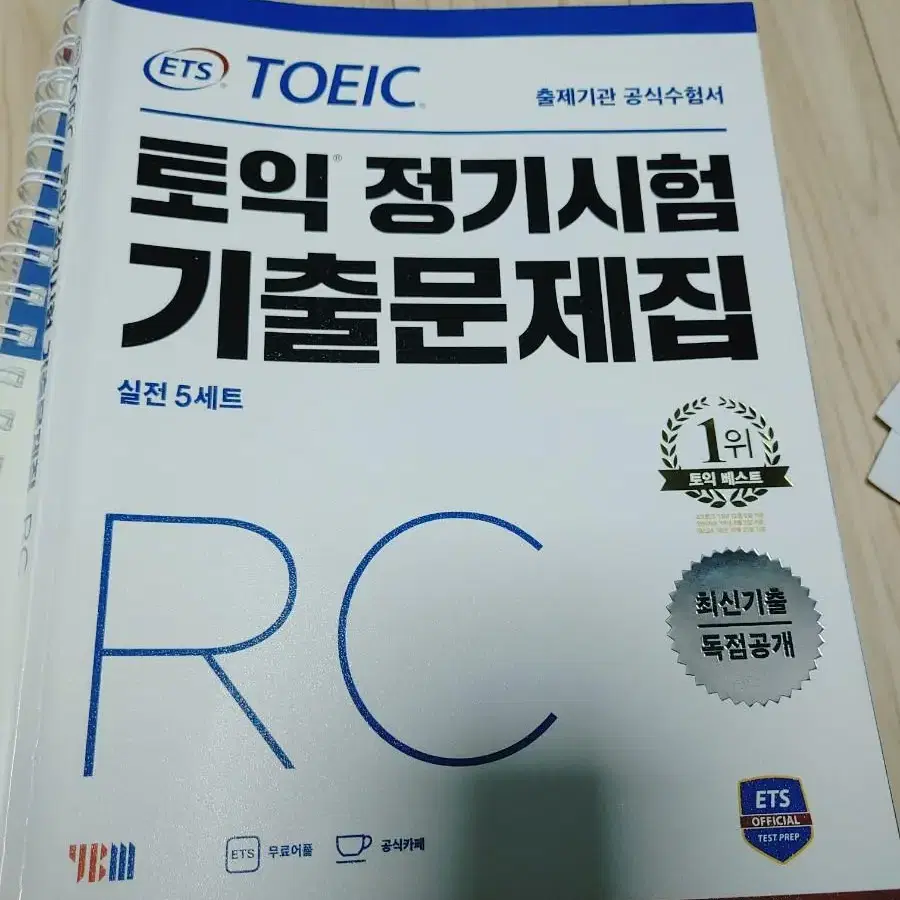 ETS TOEIC
출제기관 공식수험서
토익 정기시험
기출문제집
실전 5세트
1위
토익 베스트
최신기출
독점공개
RC
ETS
OFFICIAL
TEST PREP
YBM
ETS 무료어플
공식카페
TOEIC
RC